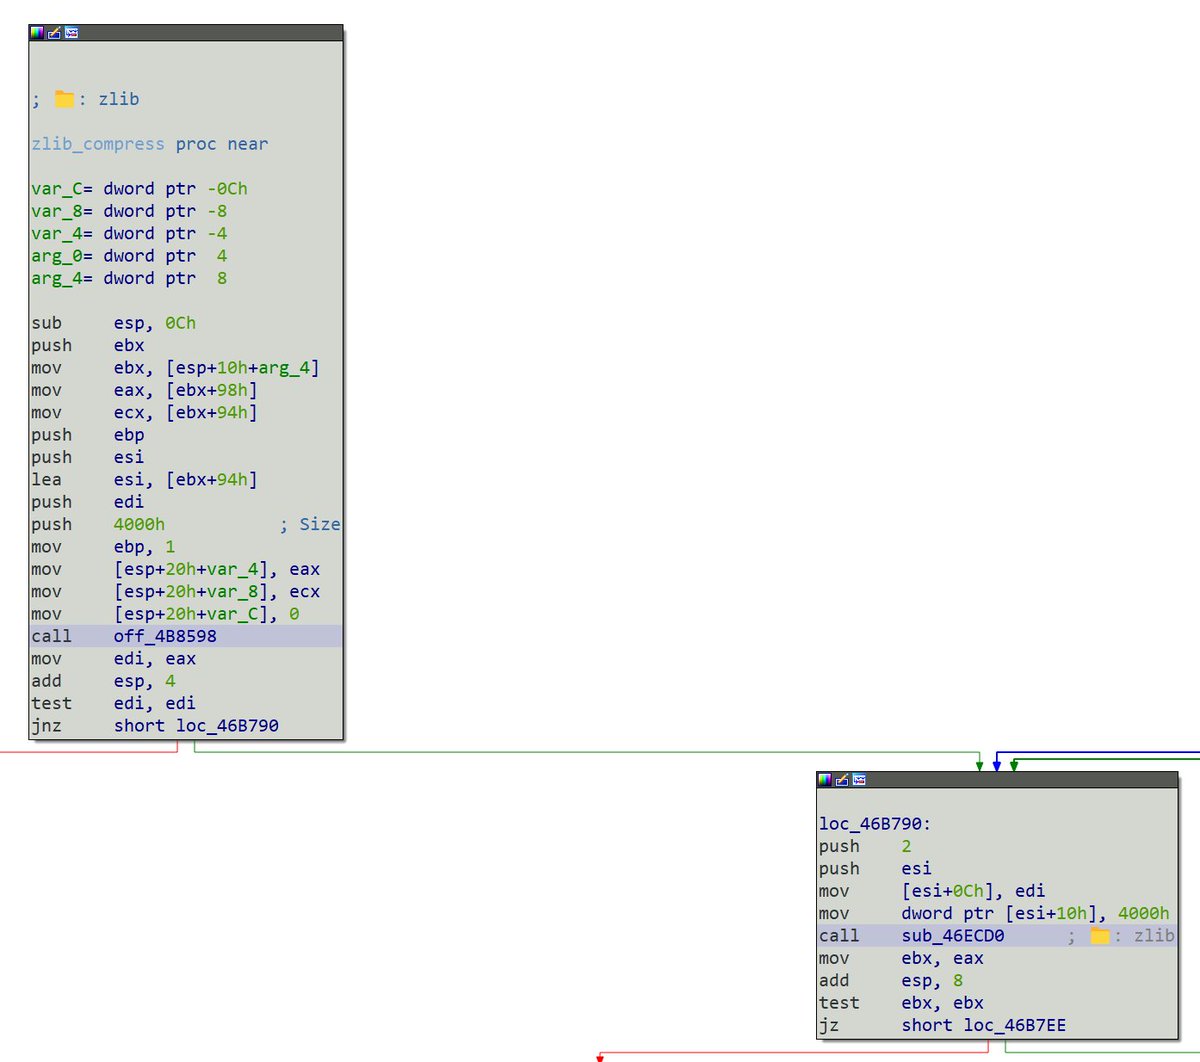 ; 📁: zlib
zlib_compress proc near
var_C= dword ptr -0Ch
var_8= dword ptr -8
var_4= dword ptr -4
arg_0= dword ptr  4
arg_4= dword ptr  8
sub     esp, 0Ch
push    ebx
mov     ebx, [esp+10h+arg_4]
mov     eax, [ebx+98h]
mov     ecx, [ebx+94h]
push    ebp
push    esi
lea     esi, [ebx+94h]
push    edi
push    4000h           ; Size
mov     ebp, 1
mov     [esp+20h+var_4], eax
mov     [esp+20h+var_8], ecx
mov     [esp+20h+var_C], 0
call    off_4B8598
mov     edi, eax
add     esp, 4
test    edi, edi
jnz     short loc_46B790
loc_46B790:
push    2
push    esi
mov     [esi+0Ch], edi
mov     dword ptr [esi+10h], 4000h
call    sub_46ECD0      ; 📁: zlib
mov     ebx, eax
add     esp, 8
test    ebx, ebx
jz      short loc_46B7EE